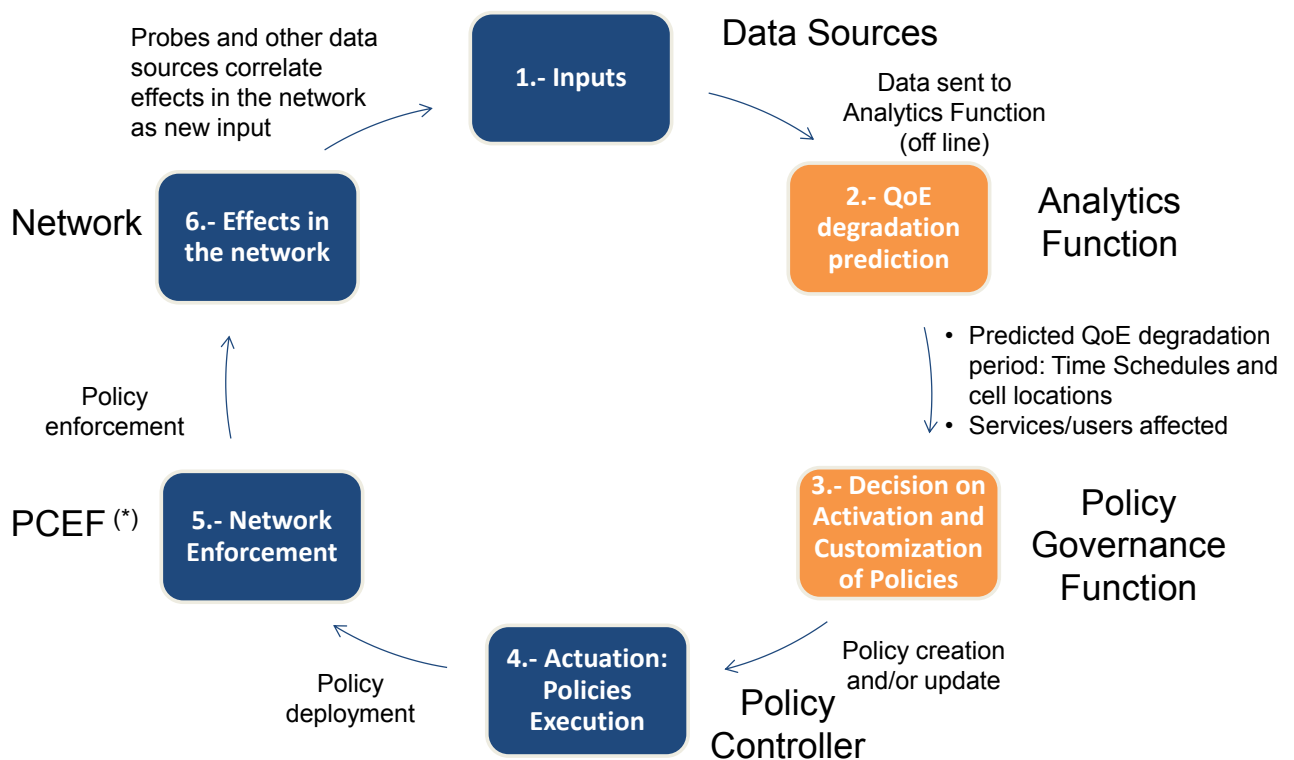 Probes and other data
sources correlate
effects in the network
as new input
1.- Inputs
Data Sources
Data sent to
Analytics Function
(off line)
2.- QoE
degradation
prediction
Analytics
Function
• Predicted QoE degradation
period: Time Schedules and
cell locations
• Services/users affected
3.- Decision on
Activation and
Customization
of Policies
Policy
Governance
Function
Policy creation
and/or update
4.- Actuation:
Policies
Execution
Policy
Controller
Policy
deployment
5.- Network
Enforcement
PCEF (*)
Policy
enforcement
6.- Effects in
the network
Network